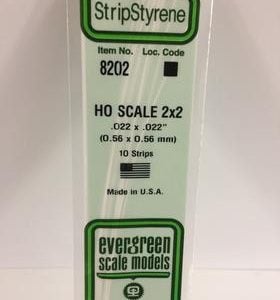 StripStyrene
Item No. Loc. Code
8202
HO SCALE 2x2
.022 x .022"
(0.56 x 0.56 mm)
10 Strips
Made in U.S.A.
evergreen
scale models